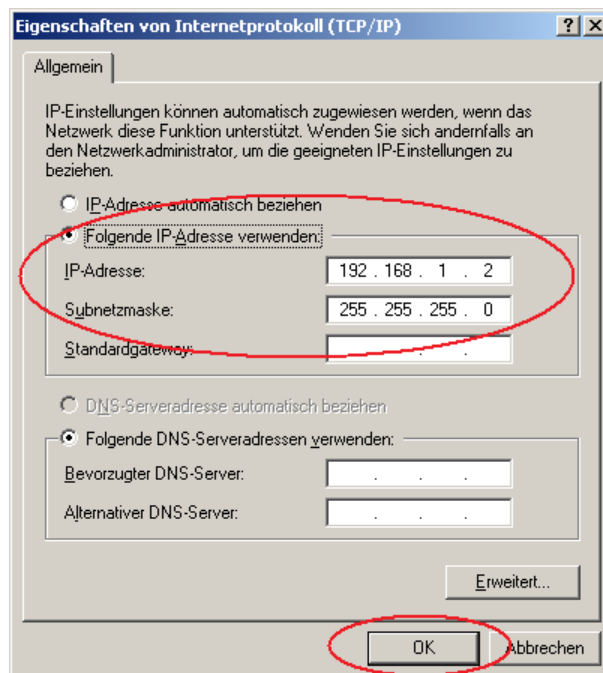 Eigenschaften von Internetprotokoll (TCP/IP)
Allgemein
IP-Einstellungen können automatisch zugewiesen werden, wenn das
Netzwerk diese Funktion unterstützt. Wenden Sie sich andernfalls an
den Netzwerkadministrator, um die geeigneten IP-Einstellungen zu
beziehen.
IP-Adresse automatisch beziehen
Folgende IP-Adresse verwenden:
IP-Adresse: 192 . 168 . 1 . 2
Subnetzmaske: 255 . 255 . 255 . 0
Standardgateway: . . .
DNS-Serveradresse automatisch beziehen
Folgende DNS-Serveradressen verwenden:
Bevorzugter DNS-Server: . . .
Alternativer DNS-Server: . . .
Erweitert...
OK Abbrechen